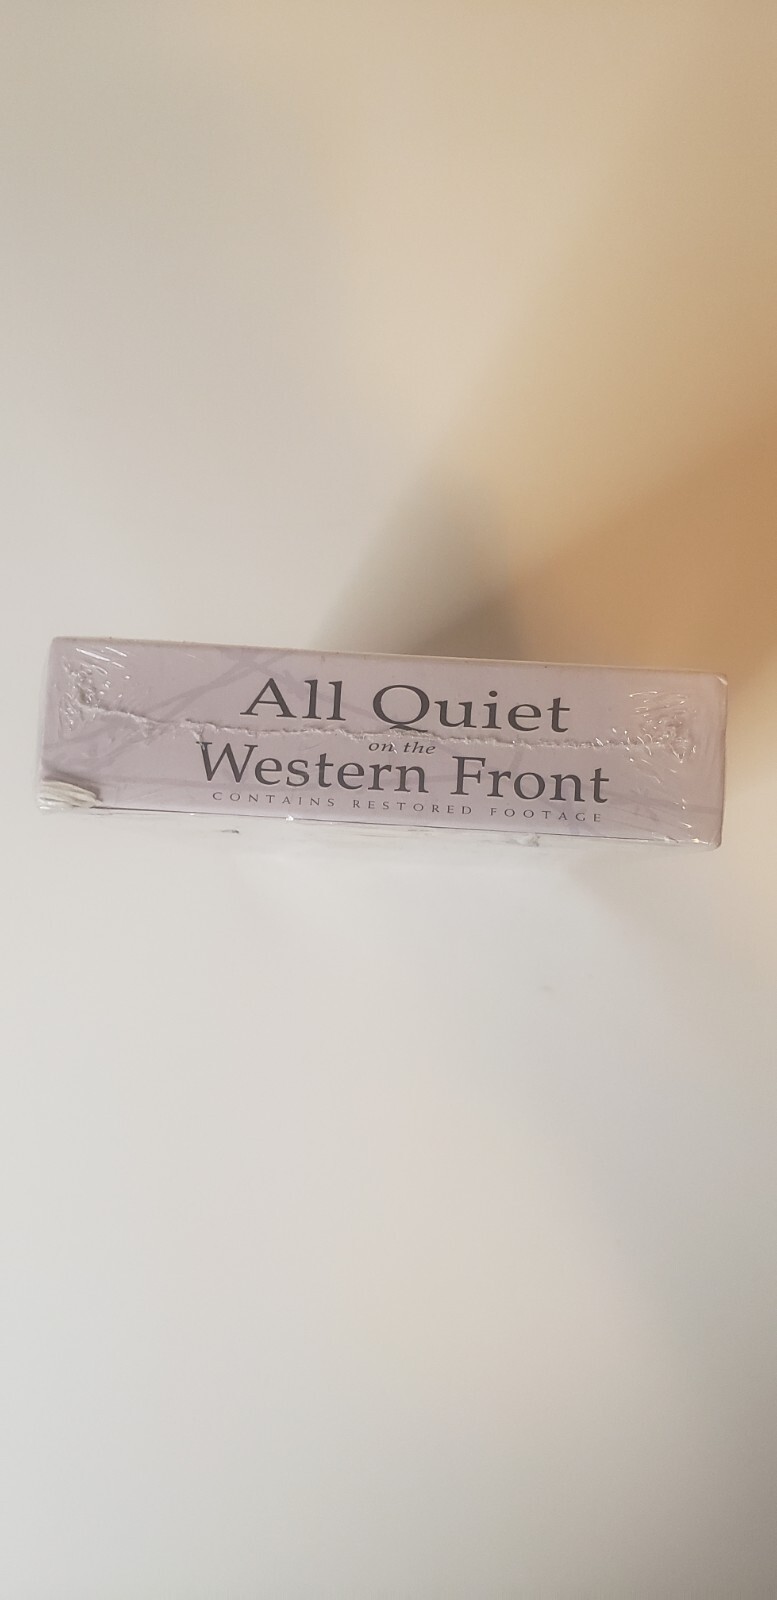 All Quiet
on the
Western Front
CONTAINS RESTORED FOOTAGE